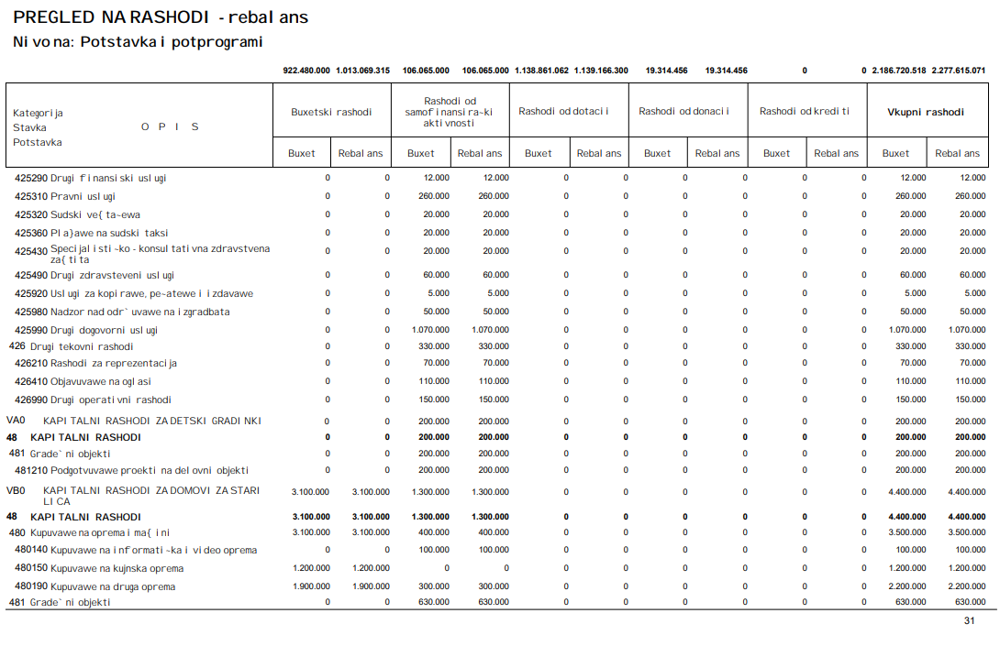 PREGLED NA RASHODI - rebalans
Nivo na: Potstavka i potprogrami
922.480.000 1.013.069.315 106.065.000 106.065.000 1.138.861.062 1.139.166.300 19.314.456 19.314.456 0 0 2.186.720.518 2.277.615.071
Kategorija
Stavka
Potstavka
O P I S
Buxetski rashodi
Rashodi od
samofinansira~ki
aktivnosti
Rashodi od dotacii
Rashodi od donacii
Rashodi od krediti
Vkupni rashodi
Buxet Rebalans Buxet Rebalans Buxet Rebalans Buxet Rebalans Buxet Rebalans Buxet Rebalans
425290 Drugi finansiski uslugi 0 0 12.000 12.000 0 0 0 0 0 0 12.000 12.000
425310 Pravni uslugi 0 0 260.000 260.000 0 0 0 0 0 0 260.000 260.000
425320 Sudski ve{ta~ewa 0 0 20.000 20.000 0 0 0 0 0 0 20.000 20.000
425360 Pla}awe na sudski taksi 0 0 20.000 20.000 0 0 0 0 0 0 20.000 20.000
425430 Specijalisti~ko - konsultativna zdravstvena
za{tita 0 0 20.000 20.000 0 0 0 0 0 0 20.000 20.000
425490 Drugi zdravsteveni uslugi 0 0 60.000 60.000 0 0 0 0 0 0 60.000 60.000
425920 Uslugi za kopirawe, pe~atewe i izdavawe 0 0 5.000 5.000 0 0 0 0 0 0 5.000 5.000
425980 Nadzor nad odr`uvawe na izgradbata 0 0 50.000 50.000 0 0 0 0 0 0 50.000 50.000
425990 Drugi dogovorni uslugi 0 0 1.070.000 1.070.000 0 0 0 0 0 0 1.070.000 1.070.000
426 Drugi tekovni rashodi 0 0 330.000 330.000 0 0 0 0 0 0 330.000 330.000
426210 Rashodi za reprezentacija 0 0 70.000 70.000 0 0 0 0 0 0 70.000 70.000
426410 Objavuvawe na oglasi 0 0 110.000 110.000 0 0 0 0 0 0 110.000 110.000
426990 Drugi operativni rashodi 0 0 150.000 150.000 0 0 0 0 0 0 150.000 150.000
VA0 KAPITALNI RASHODI ZA DETSKI GRADINKI 0 0 200.000 200.000 0 0 0 0 0 0 200.000 200.000
48 KAPITALNI RASHODI 0 0 200.000 200.000 0 0 0 0 0 0 200.000 200.000
481 Grade`ni objekti 0 0 200.000 200.000 0 0 0 0 0 0 200.000 200.000
481210 Podgotvuvawe proekti na delovni objekti 0 0 200.000 200.000 0 0 0 0 0 0 200.000 200.000
VB0 KAPITALNI RASHODI ZA DOMOVI ZA STARI
LICA 3.100.000 3.100.000 1.300.000 1.300.000 0 0 0 0 0 0 4.400.000 4.400.000
48 KAPITALNI RASHODI 3.100.000 3.100.000 1.300.000 1.300.000 0 0 0 0 0 0 4.400.000 4.400.000
480 Kupuvawe na oprema i ma{ini 3.100.000 3.100.000 400.000 400.000 0 0 0 0 0 0 3.500.000 3.500.000
480140 Kupuvawe na informati~ka i video oprema 0 0 100.000 100.000 0 0 0 0 0 0 100.000 100.000
480150 Kupuvawe na kujnska oprema 1.200.000 1.200.000 0 0 0 0 0 0 0 0 1.200.000 1.200.000
480190 Kupuvawe na druga oprema 1.900.000 1.900.000 300.000 300.000 0 0 0 0 0 0 2.200.000 2.200.000
481 Grade`ni objekti 0 0 630.000 630.000 0 0 0 0 0 0 630.000 630.000
31